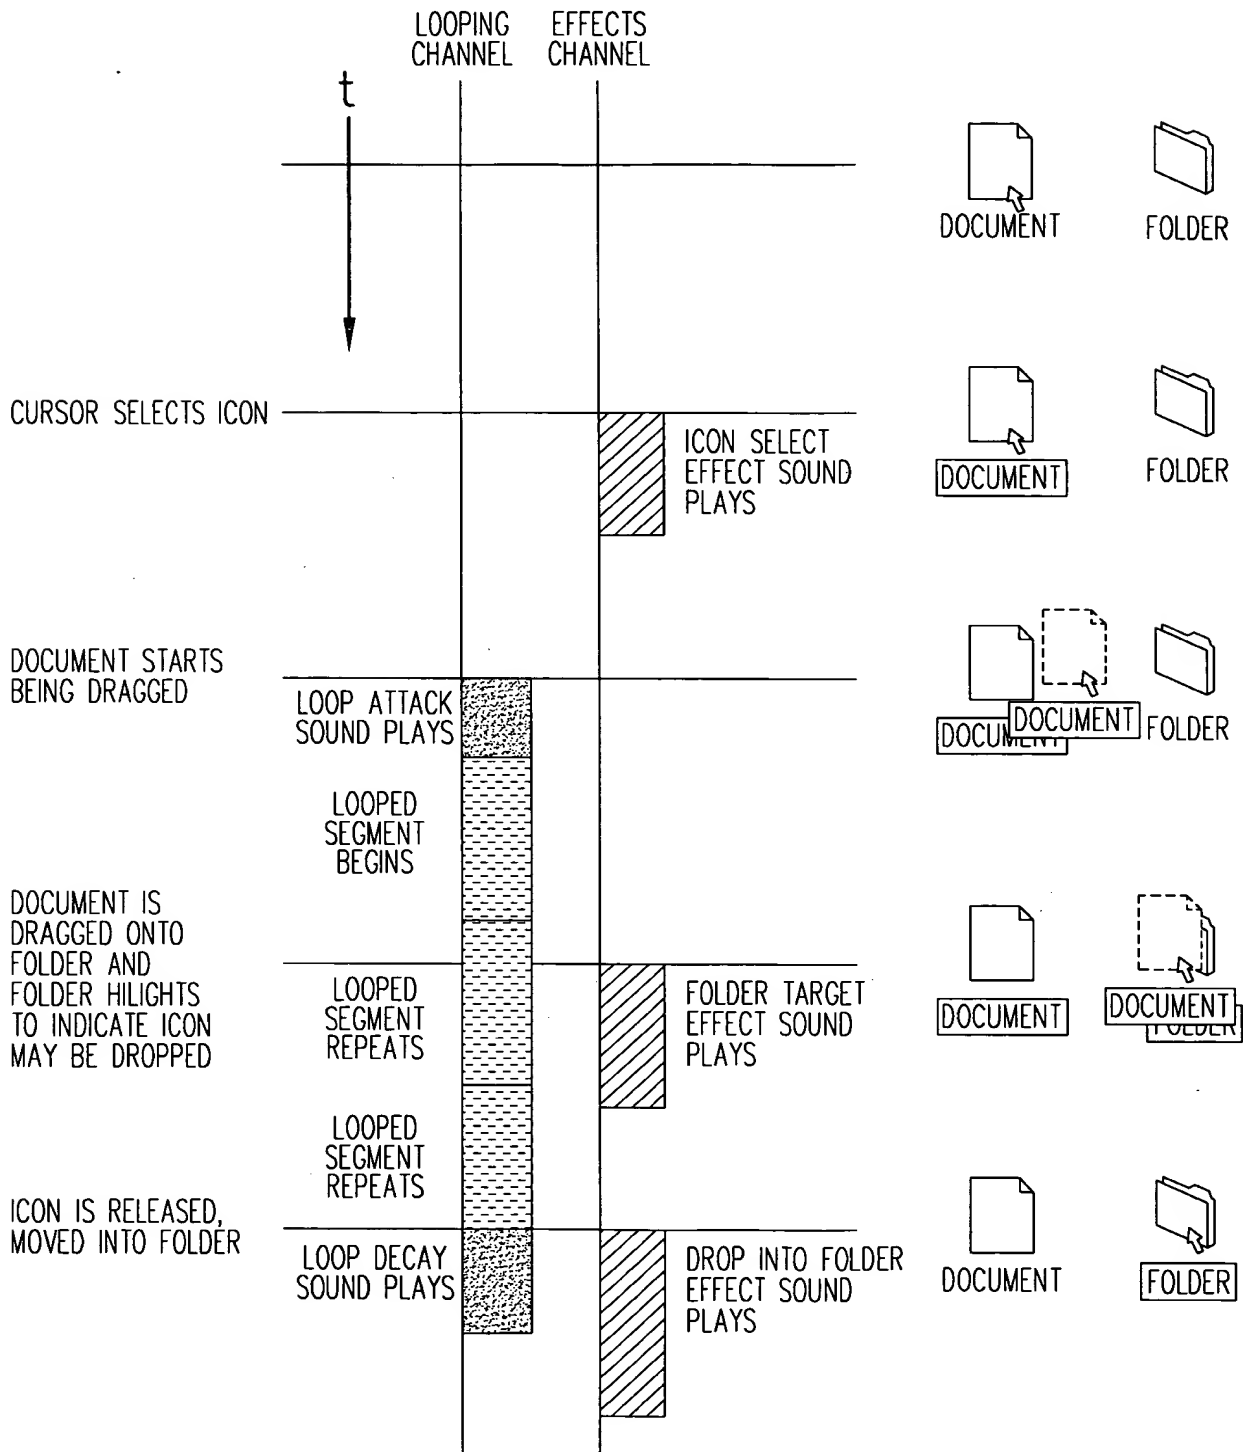 LOOPING
CHANNEL
EFFECTS
CHANNEL
t
DOCUMENT
FOLDER
CURSOR SELECTS ICON
ICON SELECT
EFFECT SOUND
PLAYS
DOCUMENT
FOLDER
DOCUMENT STARTS
BEING DRAGGED
LOOP ATTACK
SOUND PLAYS
DOCUMENT
DOCUMENT
FOLDER
LOOPED
SEGMENT
BEGINS
DOCUMENT IS
DRAGGED ONTO
FOLDER AND
FOLDER HILIGHTS
TO INDICATE ICON
MAY BE DROPPED
LOOPED
SEGMENT
REPEATS
FOLDER TARGET
EFFECT SOUND
PLAYS
DOCUMENT
DOCUMENT
FOLDER
LOOPED
SEGMENT
REPEATS
ICON IS RELEASED,
MOVED INTO FOLDER
LOOP DECAY
SOUND PLAYS
DROP INTO FOLDER
EFFECT SOUND
PLAYS
DOCUMENT
FOLDER